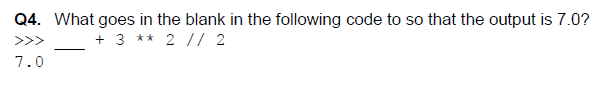 Q4. What goes in the blank in the following code to so that the output is 7.0?
>>> ___ + 3 ** 2 // 2
7.0